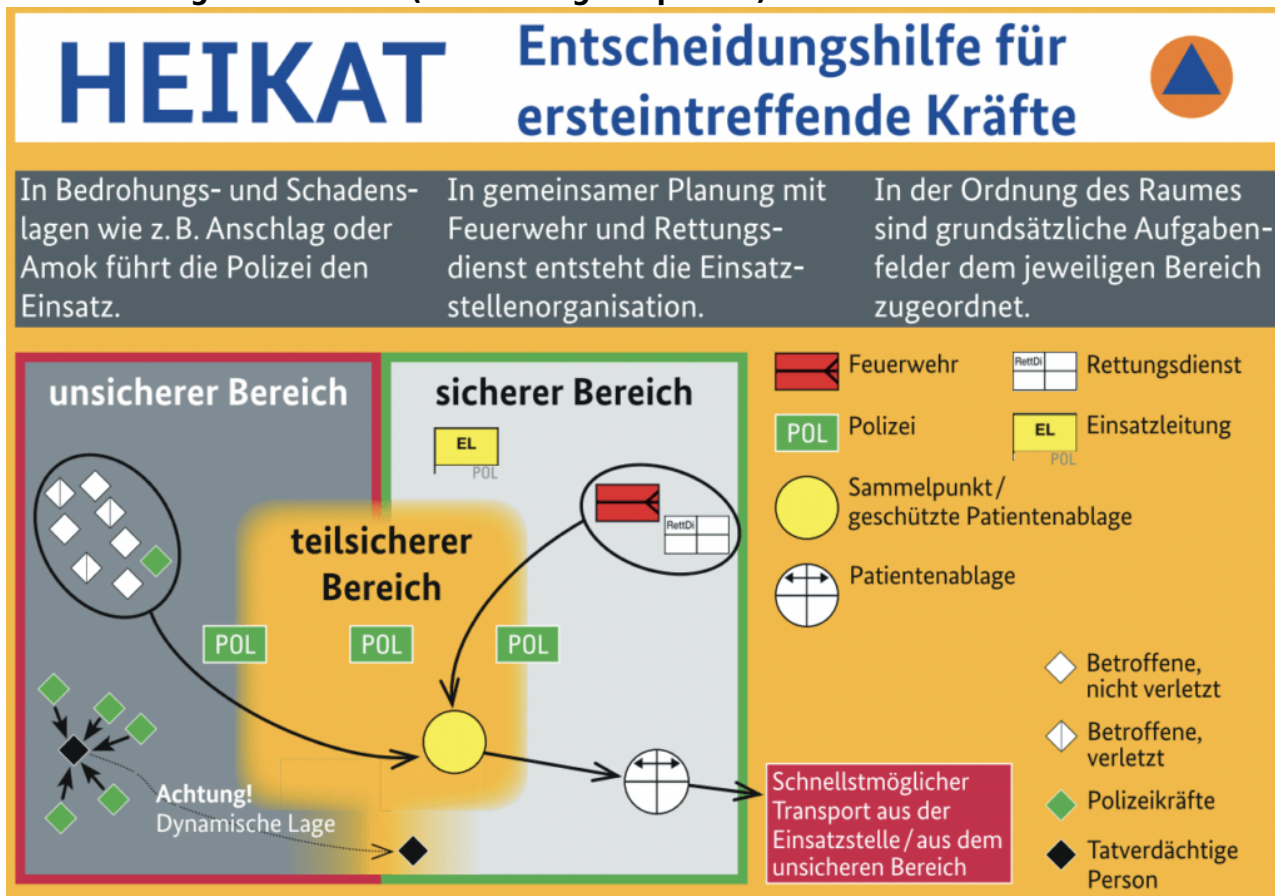 HEIKAT
Entscheidungshilfe für
ersteintreffende Kräfte
In Bedrohungs- und Schadens-
lagen wie z. B. Anschlag oder
Amok führt die Polizei den
Einsatz.
In gemeinsamer Planung mit
Feuerwehr und Rettungs-
dienst entsteht die Einsatz-
stellenorganisation.
In der Ordnung des Raumes
sind grundsätzliche Aufgaben-
felder dem jeweiligen Bereich
zugeordnet.
unsicherer Bereich
sicherer Bereich
EL
POL
RettDi
teilsicherer
Bereich
POL
POL
POL
Achtung!
Dynamische Lage
Feuerwehr
RettDi
Rettungsdienst
POL
Polizei
EL
POL
Einsatzleitung
Sammelpunkt/
geschützte Patientenablage
Patientenablage
Betroffene,
nicht verletzt
Betroffene,
verletzt
Polizeikräfte
Tatverdächtige
Person
Schnellstmöglicher
Transport aus der
Einsatzstelle / aus dem
unsicheren Bereich